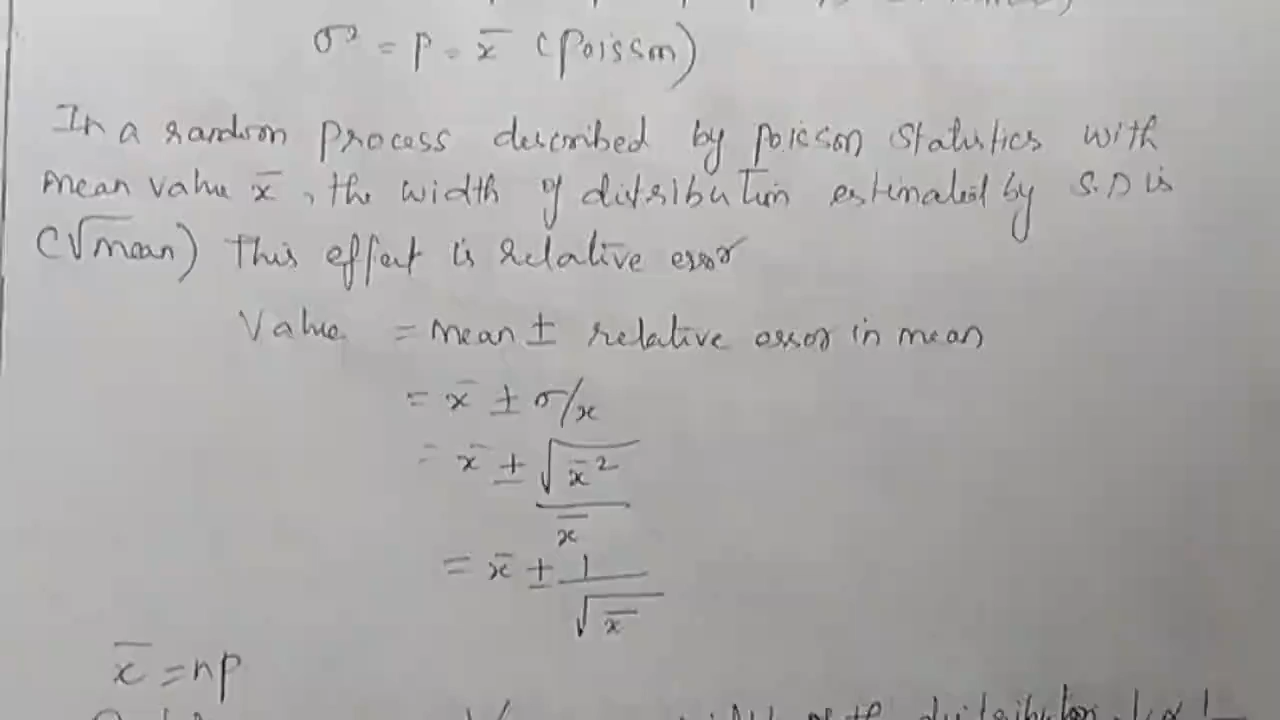 σ² = p = x̄ (Poisson)
In a random process described by poisson statistics with
mean value x̄, the width of distribution estimated by S.D is
(√mean) This effect is relative error
Value = mean ± relative error in mean
= x̄ ± σ/x
= x̄ ± √x̄² / x̄
= x̄ ± 1 / √x̄
x̄ = np